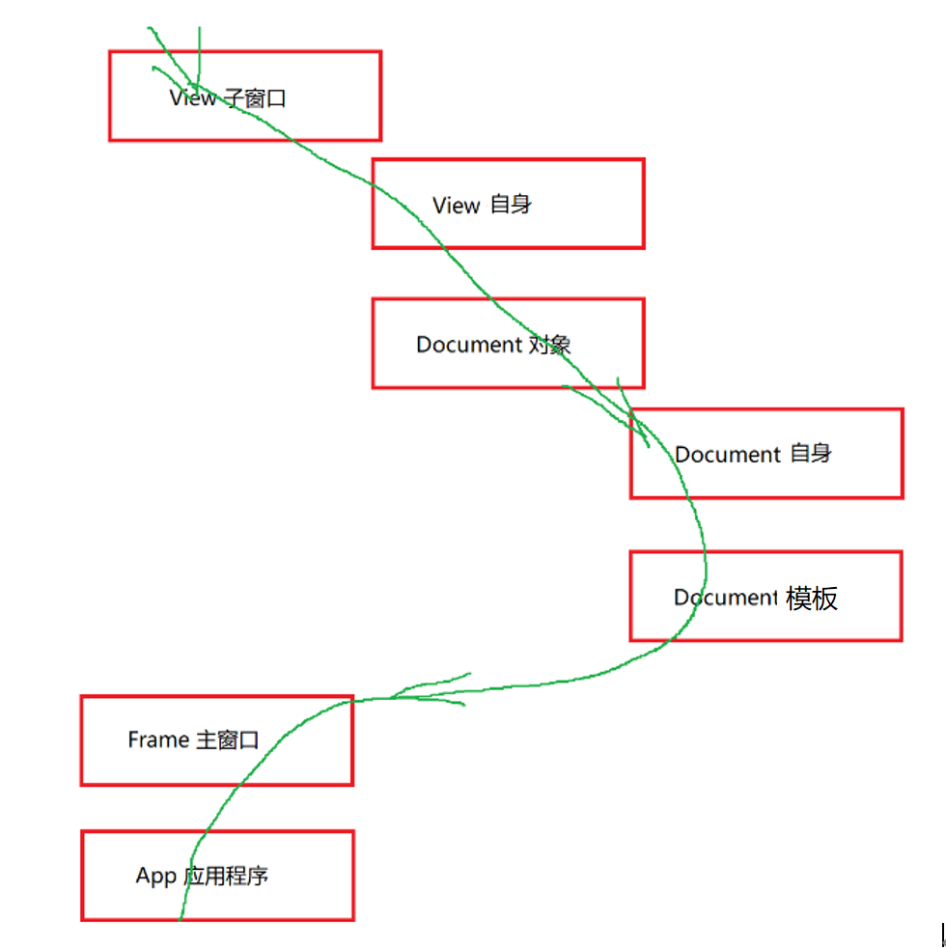 View 子窗口
View 自身
Document 对象
Document 自身
Document 模板
Frame 主窗口
App 应用程序